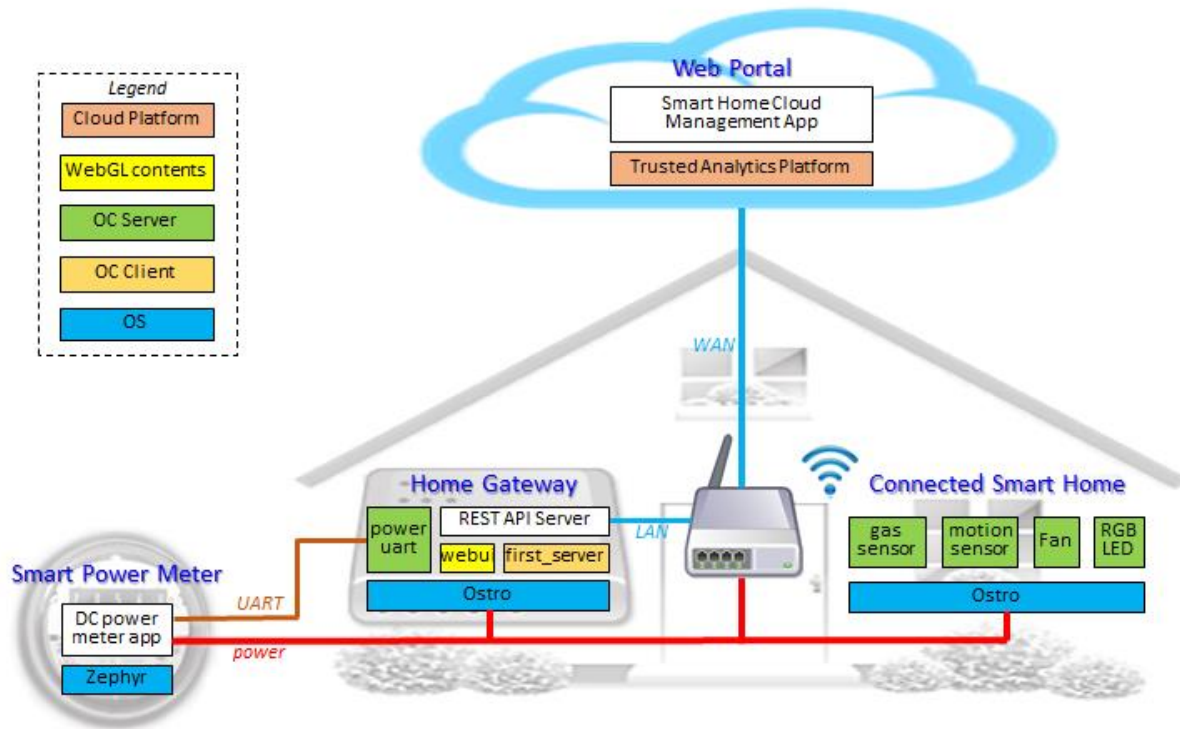 Web Portal
Smart Home Cloud
Management App
Trusted Analytics Platform
Legend
Cloud Platform
WebGL contents
OC Server
OC Client
OS
WAN
Home Gateway
power
uart
REST API Server
webui
first_server
Ostro
LAN
Connected Smart Home
gas
sensor
motion
sensor
Fan
RGB
LED
Ostro
Smart Power Meter
DC power
meter app
Zephyr
UART
power